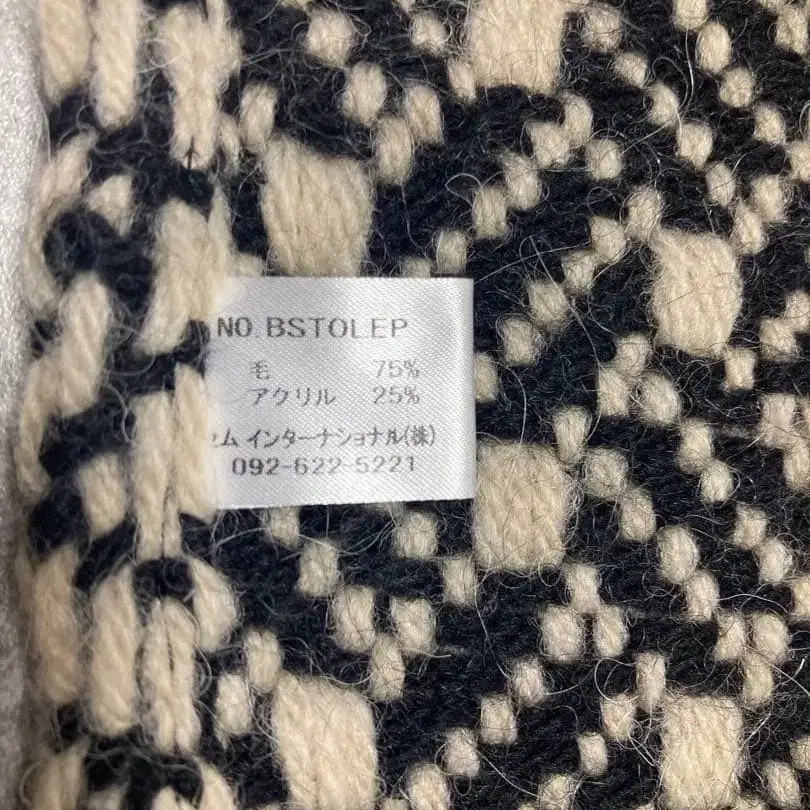 NO.BSTOLEP
毛 75%
アクリル 25%
ム インターナショナル(株)
092-622-5221